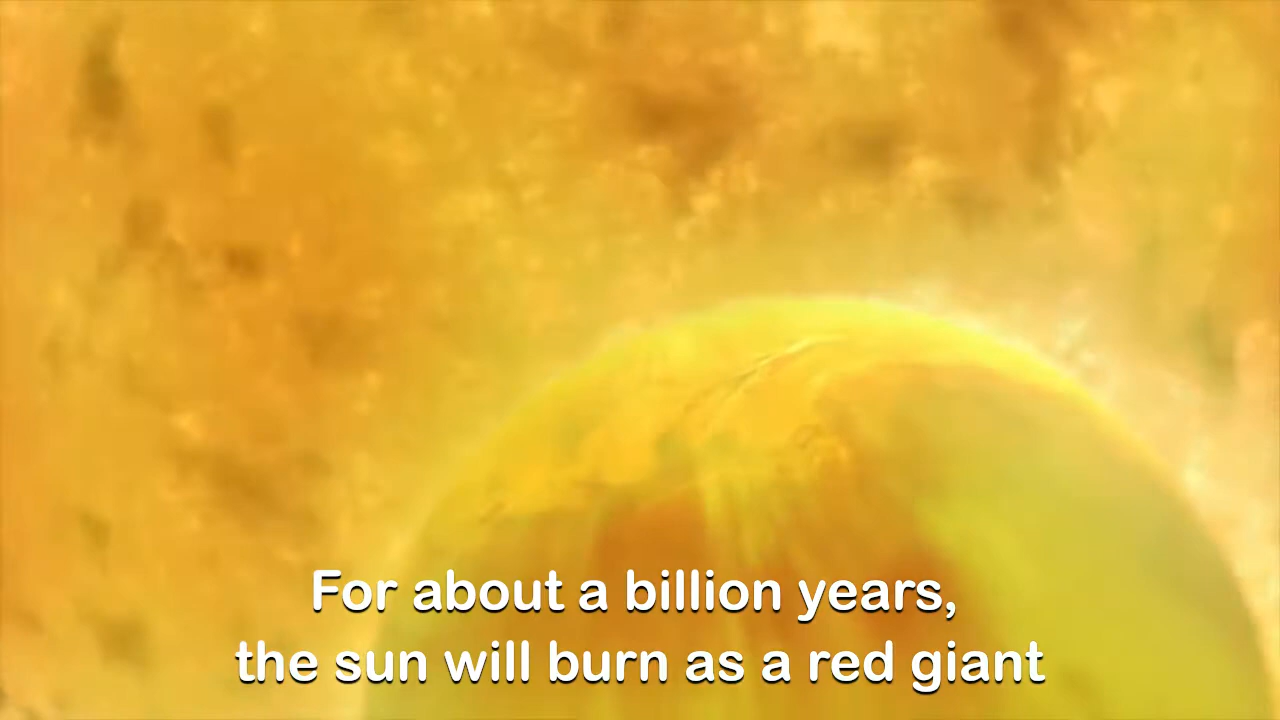 For about a billion years,
the sun will burn as a red giant